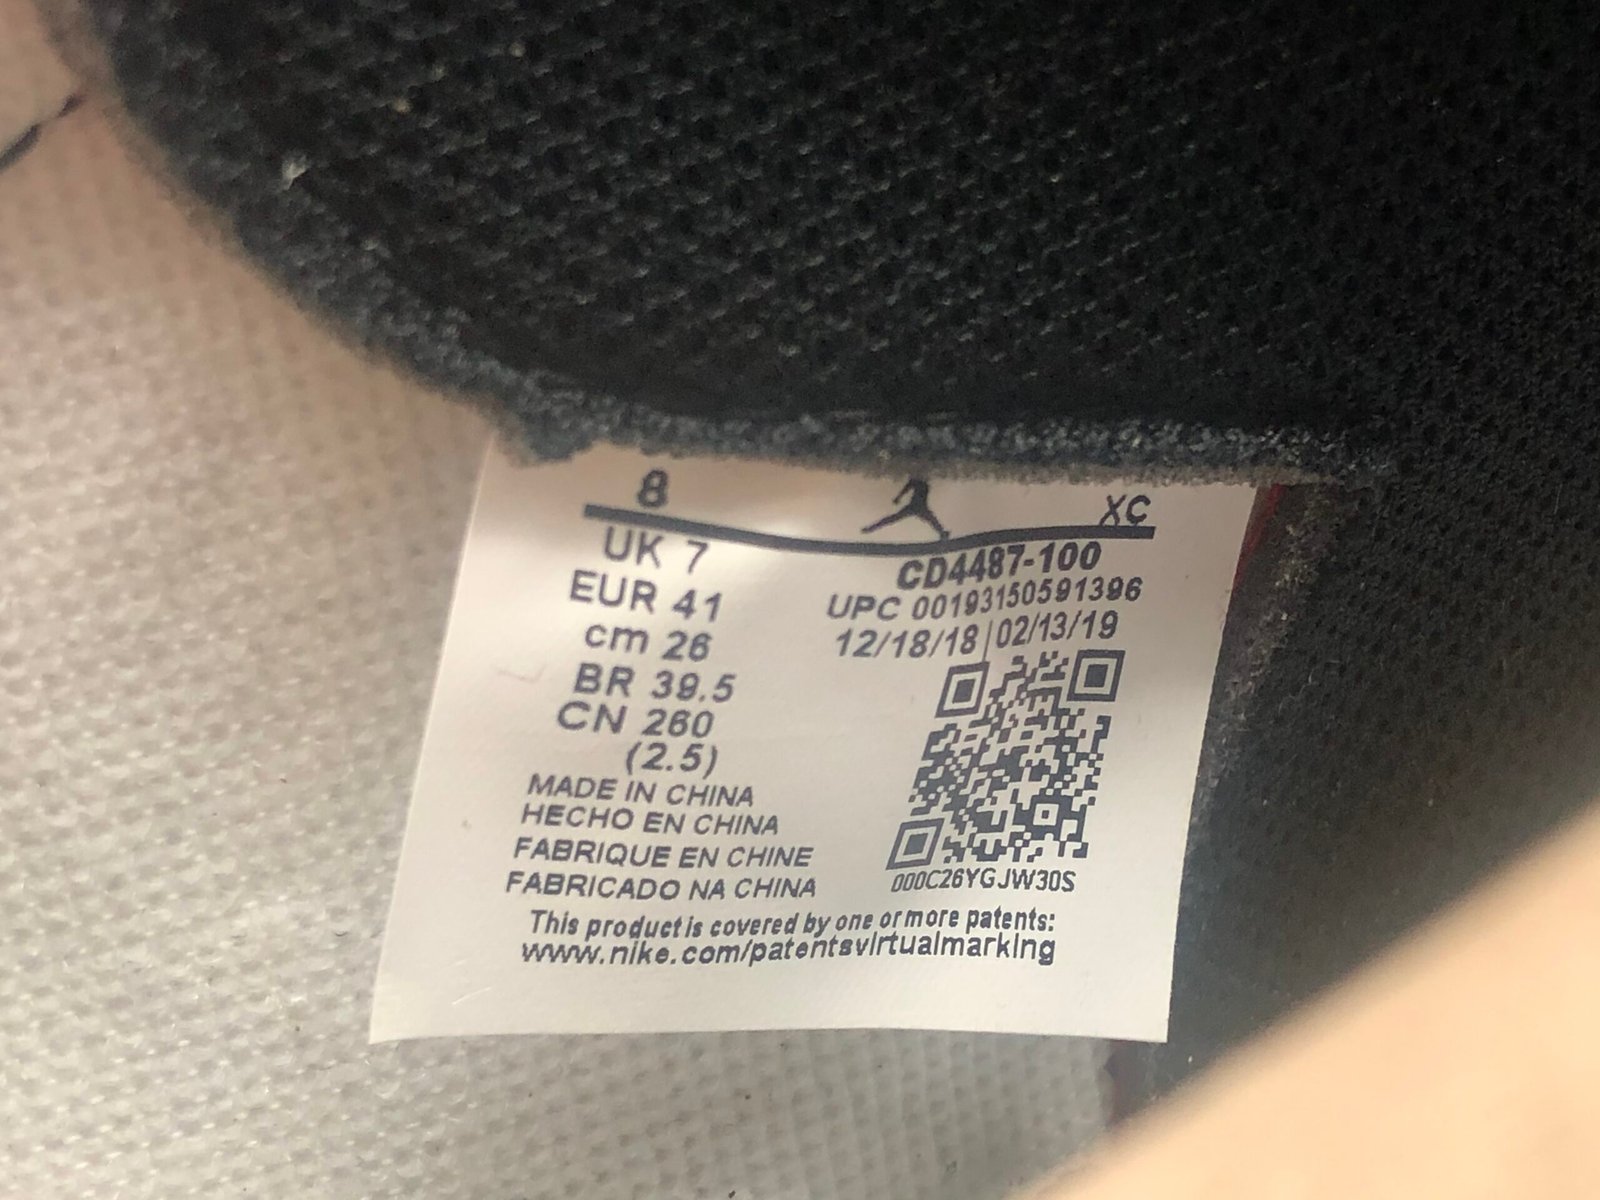 8
XC
UK 7
EUR 41
cm 26
BR 39.5
CN 260
(2.5)
CD4487-100
UPC 00193150591396
12/18/18 | 02/13/19
000C26YGJW30S
MADE IN CHINA
HECHO EN CHINA
FABRIQUE EN CHINE
FABRICADO NA CHINA
This product is covered by one or more patents:
www.nike.com/patentsvirtualmarking